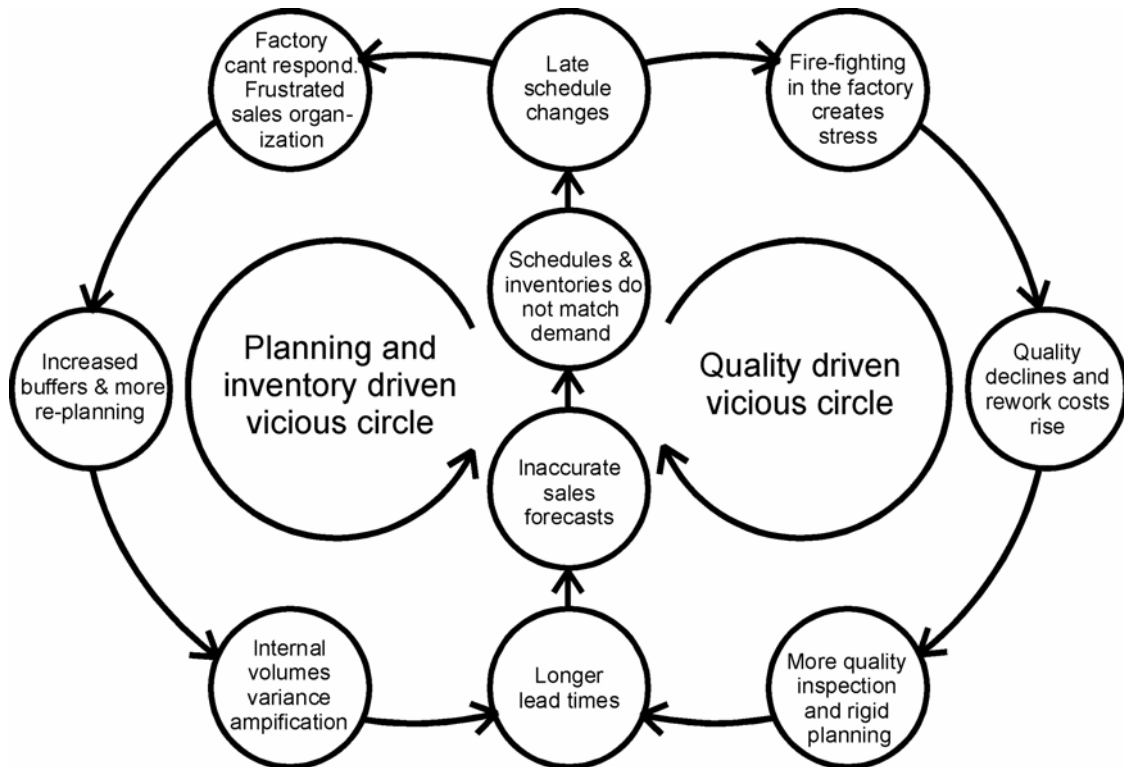 Factory
cant respond.
Frustrated
sales organ-
ization
Late
schedule
changes
Fire-fighting
in the factory
creates
stress
Schedules &
inventories do
not match
demand
Planning and
inventory driven
vicious circle
Quality driven
vicious circle
Increased
buffers & more
re-planning
Quality
declines and
rework costs
rise
Inaccurate
sales
forecasts
Internal
volumes
variance
ampification
Longer
lead times
More quality
inspection
and rigid
planning